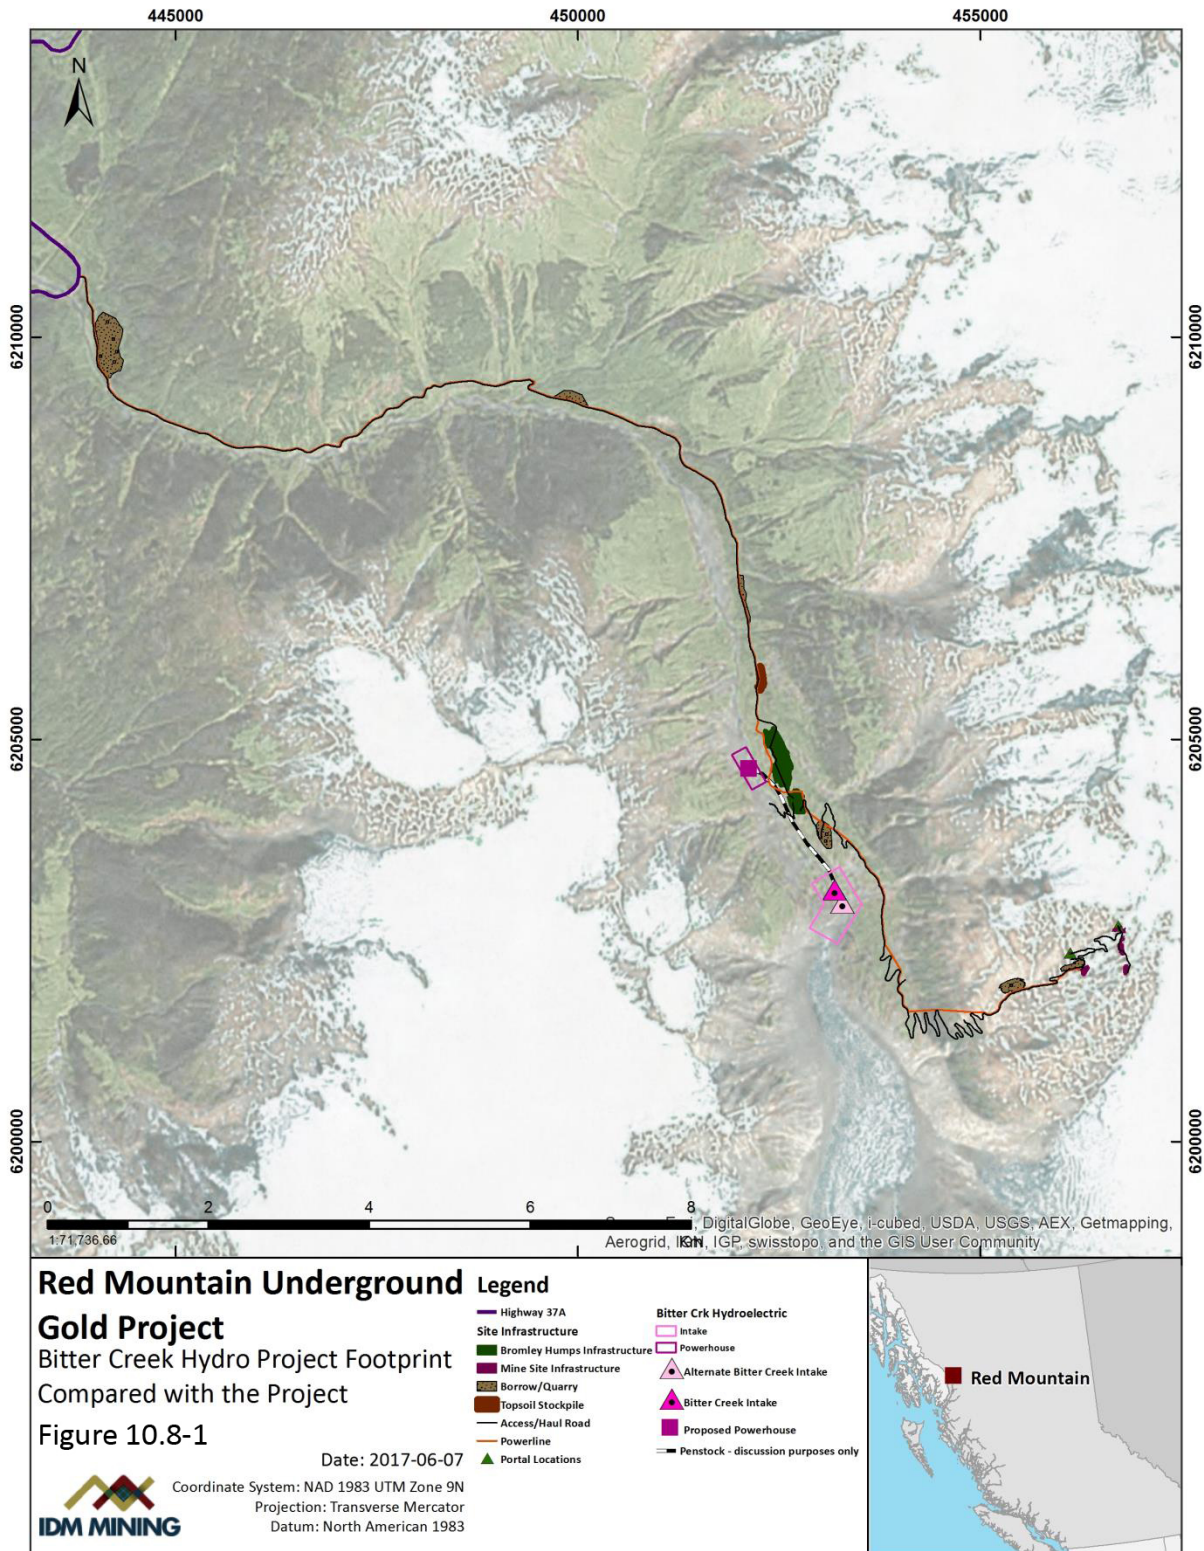 445000
450000
455000
N
6210000
6210000
6205000
6205000
6200000
6200000
0
2
4
6
8
1:71,736.66
DigitalGlobe, GeoEye, i-cubed, USDA, USGS, AEX, Getmapping,
Aerogrid, IGP, swisstopo, and the GIS User Community
Red Mountain Underground
Gold Project
Bitter Creek Hydro Project Footprint
Compared with the Project
Figure 10.8-1
Date: 2017-06-07
Coordinate System: NAD 1983 UTM Zone 9N
Projection: Transverse Mercator
Datum: North American 1983
IDM MINING
Legend
Highway 37A
Site Infrastructure
Bromley Humps Infrastructure
Mine Site Infrastructure
Borrow/Quarry
Topsoil Stockpile
Access/Haul Road
Powerline
Portal Locations
Bitter Crk Hydroelectric
Intake
Powerhouse
Alternate Bitter Creek Intake
Bitter Creek Intake
Proposed Powerhouse
Penstock - discussion purposes only
Red Mountain